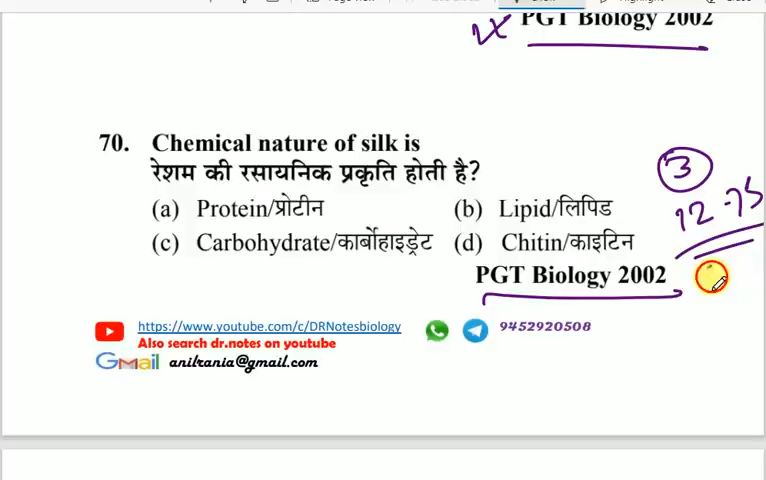 PGT Biology 2002
70. Chemical nature of silk is
रेशम की रसायनिक प्रकृति होती है?
3
(a) Protein/प्रोटीन (b) Lipid/लिपिड
12-75
(c) Carbohydrate/कार्बोहाइड्रेट (d) Chitin/काइटिन
PGT Biology 2002
https://www.youtube.com/c/DRNotesbiology 9452920508
Also search dr.notes on youtube
Gmail anilrania@gmail.com